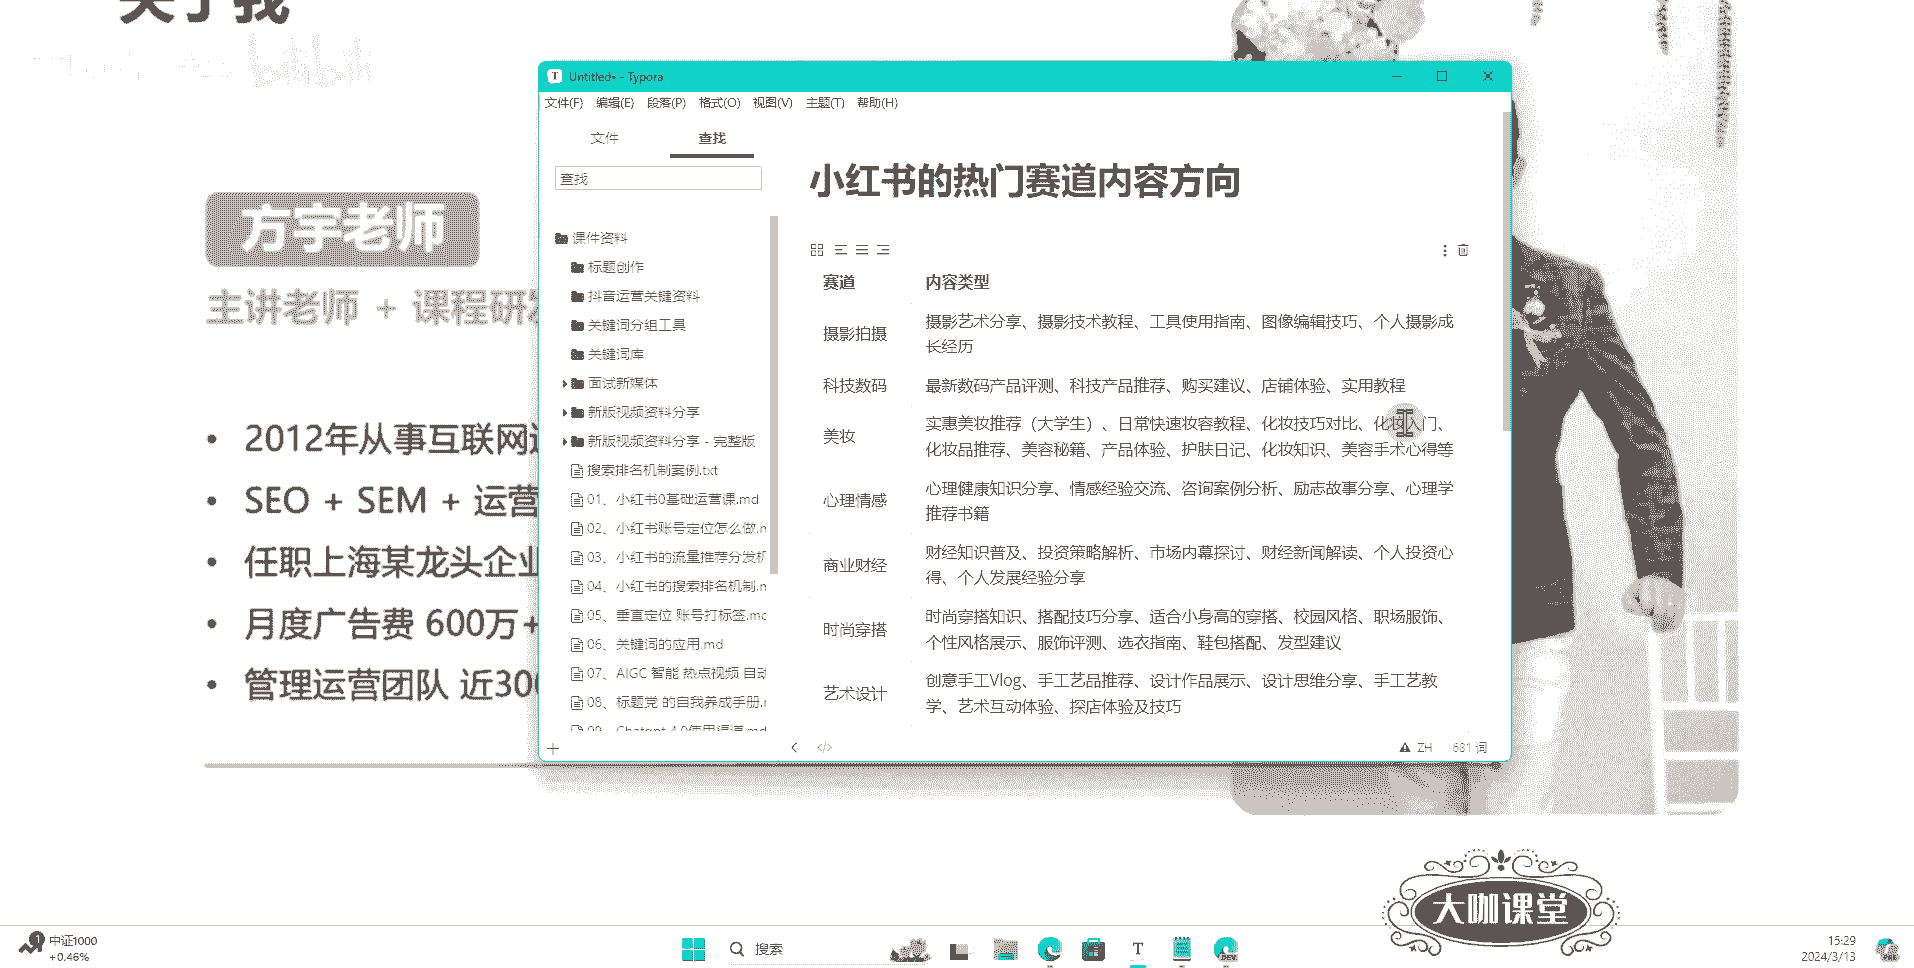 关于我
bilibili
方宇老师
主讲老师 + 课程研发
2012年从事互联网
SEO + SEM + 运营
任职上海某龙头企业
月度广告费 600万+
管理运营团队 近300
Untitled• - Typora
文件(F) 编辑(E) 段落(P) 格式(O) 视图(V) 主题(T) 帮助(H)
文件 查找
查找
课件资料
标题创作
抖音运营关键资料
关键词分组工具
关键词库
面试新媒体
新版视频资料分享
新版视频资料分享 - 完整版
搜索排名机制案例.txt
01、小红书0基础运营课.md
02、小红书账号定位怎么做.m
03、小红书的流量推荐分发机
04、小红书的搜索排名机制.m
05、垂直定位 账号打标签.md
06、关键词的应用.md
07、AIGC 智能 热点视频 自动
08、标题党 的自我养成手册.m
09、Chatgpt 4.0使用渠道.md
小红书的热门赛道内容方向
赛道 内容类型
摄影拍摄 摄影艺术分享、摄影技术教程、工具使用指南、图像编辑技巧、个人摄影成
长经历
科技数码 最新数码产品评测、科技产品推荐、购买建议、店铺体验、实用教程
美妆 实惠美妆推荐（大学生）、日常快速妆容教程、化妆技巧对比、化妆入门、
化妆品推荐、美容秘籍、产品体验、护肤日记、化妆知识、美容手术心得等
心理情感 心理健康知识分享、情感经验交流、咨询案例分析、励志故事分享、心理学
推荐书籍
商业财经 财经知识普及、投资策略解析、市场内幕探讨、财经新闻解读、个人投资心
得、个人发展经验分享
时尚穿搭 时尚穿搭知识、搭配技巧分享、适合小身高的穿搭、校园风格、职场服饰、
个性风格展示、服饰评测、选衣指南、鞋包搭配、发型建议
艺术设计 创意手工Vlog、手工艺品推荐、设计作品展示、设计思维分享、手工艺教
学、艺术互动体验、探店体验及技巧
ZH 681 词
大咖课堂
1
中证1000
+0.46%
搜索
T
DEV
15:29
2024/3/13
PRE